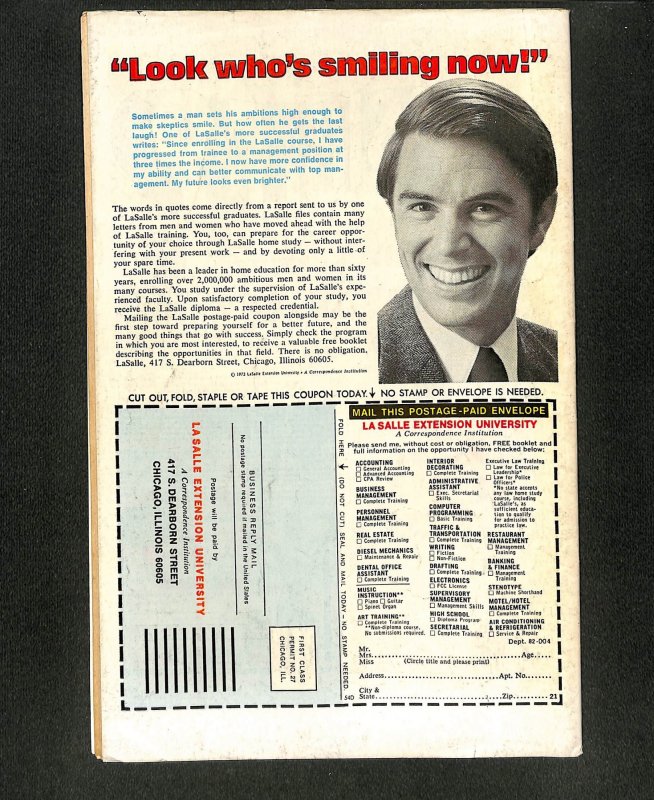 “Look who's smiling now!”
Sometimes a man sets his ambitions high enough to
make skeptics smile. But how often he gets the last
laugh! One of LaSalle's more successful graduates
writes: "Since enrolling in the LaSalle course, I have
progressed from trainee to a management position at
three times the income. I now have more confidence in
my ability and can better communicate with top man-
agement. My future looks even brighter."
The words in quotes come directly from a report sent to us by one
of LaSalle's more successful graduates. LaSalle files contain many
letters from men and women who have moved ahead with the help
of LaSalle training. You, too, can prepare for the career oppor-
tunity of your choice through LaSalle home study — without inter-
fering with your present work — and by devoting only a little of
your spare time.
LaSalle has been a leader in home education for more than sixty
years, enrolling over 2,000,000 ambitious men and women in its
many courses. You study under the supervision of LaSalle's expe-
rienced faculty. Upon satisfactory completion of your study, you
receive the LaSalle diploma — a respected credential.
Mailing the LaSalle postage-paid coupon alongside may be the
first step toward preparing yourself for a better future, and the
many good things that go with success. Simply check the program
in which you are most interested, to receive a valuable free booklet
describing the opportunities in that field. There is no obligation.
LaSalle, 417 S. Dearborn Street, Chicago, Illinois 60605.
© 1972 LaSalle Extension University • A Correspondence Institution
CUT OUT, FOLD, STAPLE OR TAPE THIS COUPON TODAY. ↓ NO STAMP OR ENVELOPE IS NEEDED.
BUSINESS REPLY MAIL
No postage stamp required if mailed in the United States
Postage will be paid by
LA SALLE EXTENSION UNIVERSITY
A Correspondence Institution
417 S. DEARBORN STREET
CHICAGO, ILLINOIS 60605
FIRST CLASS
PERMIT NO. 27
CHICAGO, ILL.
FOLD HERE ↓ (DO NOT CUT) SEAL AND MAIL TODAY – NO STAMP NEEDED.
540
MAIL THIS POSTAGE-PAID ENVELOPE
LA SALLE EXTENSION UNIVERSITY
A Correspondence Institution
Please send me, without cost or obligation, FREE booklet and
full information on the opportunity I have checked below:
ACCOUNTING
☐ General Accounting
☐ Advanced Accounting
☐ CPA Review
BUSINESS
MANAGEMENT
☐ Complete Training
PERSONNEL
MANAGEMENT
☐ Complete Training
REAL ESTATE
☐ Complete Training
DIESEL MECHANICS
☐ Maintenance & Repair
DENTAL OFFICE
ASSISTANT
☐ Complete Training
MUSIC
INSTRUCTION**
☐ Piano ☐ Guitar
☐ Spinet Organ
ART TRAINING**
☐ Complete Training
**Non-diploma course.
No submissions required.
INTERIOR
DECORATING
☐ Complete Training
ADMINISTRATIVE
ASSISTANT
☐ Exec. Secretarial
Skills
COMPUTER
PROGRAMMING
☐ Basic Training
TRAFFIC &
TRANSPORTATION
☐ Complete Training
WRITING
☐ Fiction
☐ Non-Fiction
DRAFTING
☐ Complete Training
ELECTRONICS
☐ FCC License
SUPERVISORY
MANAGEMENT
☐ Management Skills
HIGH SCHOOL
☐ Diploma Program
SECRETARIAL
☐ Complete Training
Executive Law Training
☐ Law for Executive
Leadership*
☐ Law for Police
Officers*
*No state accepts
any law home study
course, including
LaSalle's, as
sufficient educa-
tion to qualify
for admission to
practice law.
RESTAURANT
MANAGEMENT
☐ Management
Training
BANKING
& FINANCE
☐ Management
Training
STENOTYPE
☐ Machine Shorthand
MOTEL/HOTEL
MANAGEMENT
☐ Complete Training
AIR CONDITIONING
& REFRIGERATION
☐ Service & Repair
Dept. 82-004
Mr.
Mrs. Age
Miss (Circle title and please print)
Address Apt. No.
City &
State Zip 21